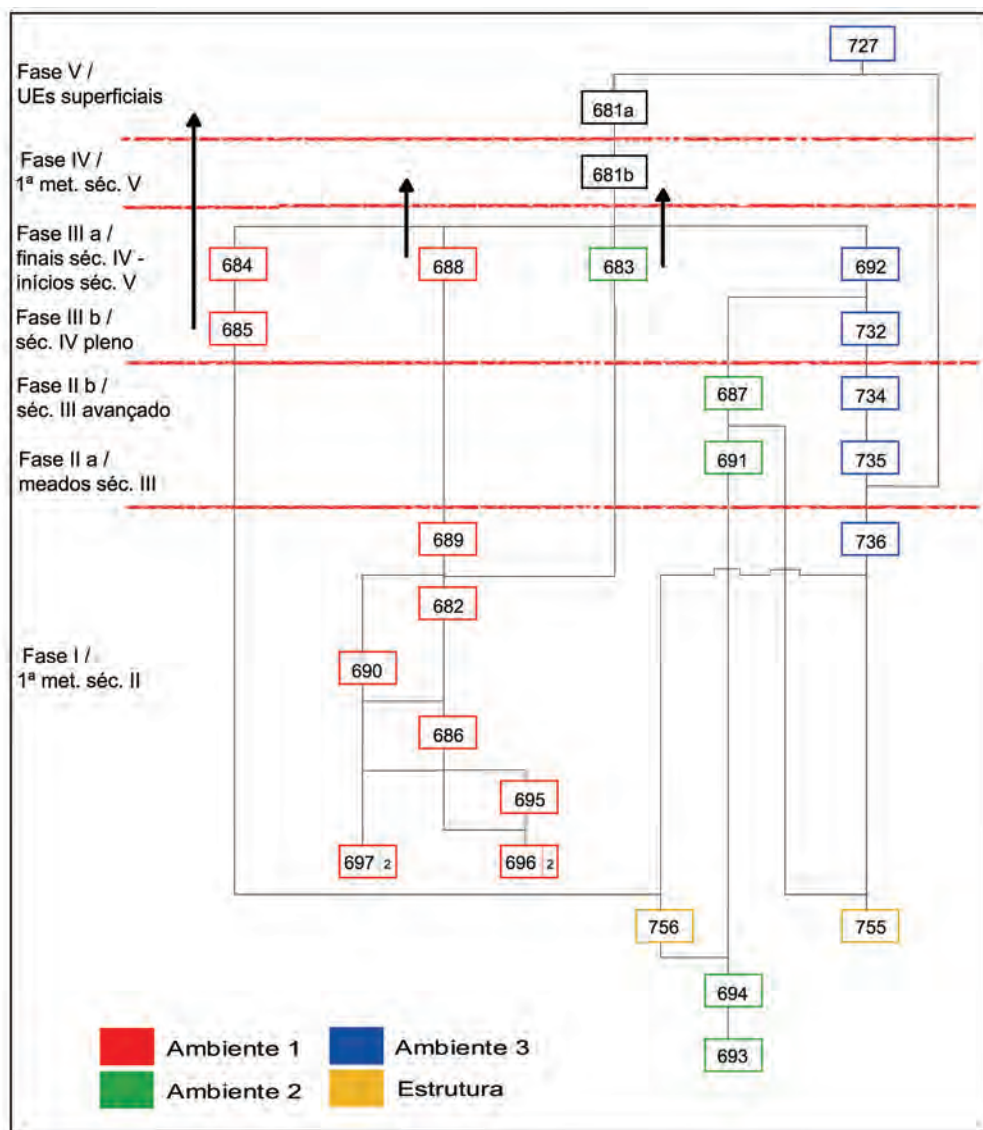 727
Fase V /
UEs superficiais
681a
Fase IV /
1ª met. séc. V
681b
Fase III a /
finais séc. IV -
inícios séc. V
684
688
683
692
Fase III b /
séc. IV pleno
685
732
Fase II b /
séc. III avançado
687
734
Fase II a /
meados séc. III
691
735
689
736
682
Fase I /
1ª met. séc. II
690
686
695
697 2
696 2
756
755
694
693
Ambiente 1
Ambiente 3
Ambiente 2
Estrutura